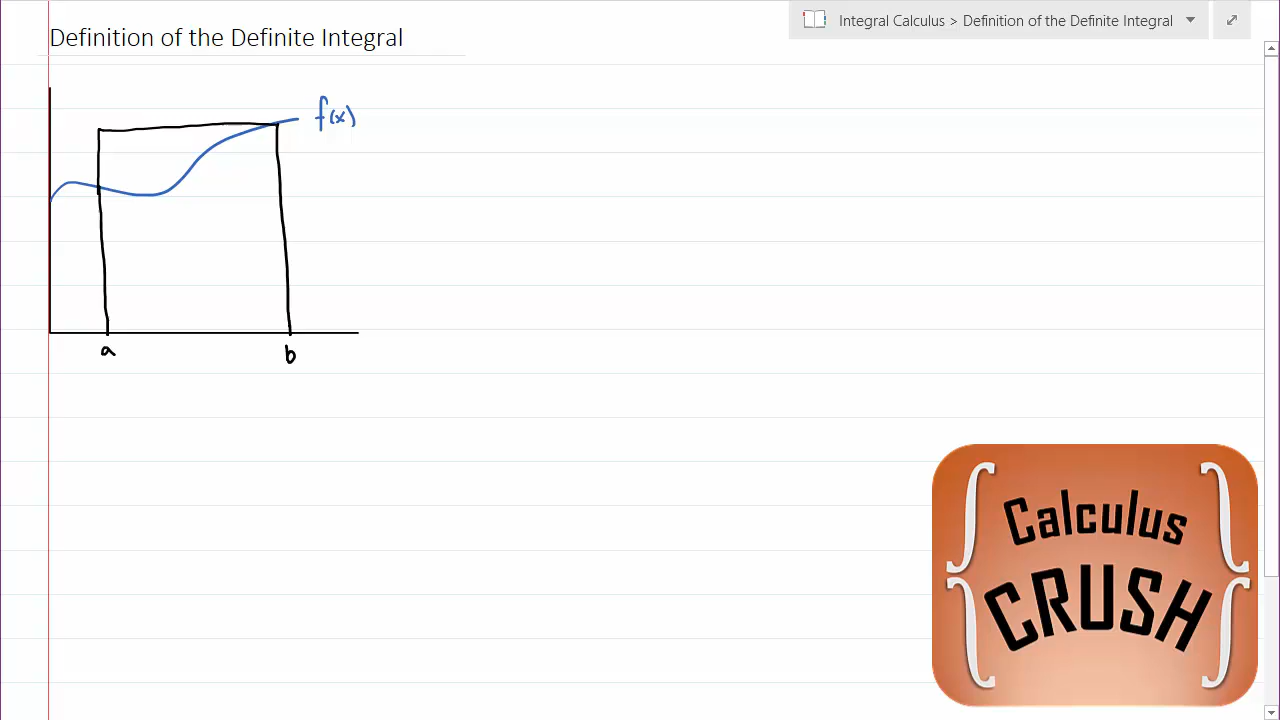 Integral Calculus > Definition of the Definite Integral
Definition of the Definite Integral
f(x)
a
b
Calculus
CRUSH